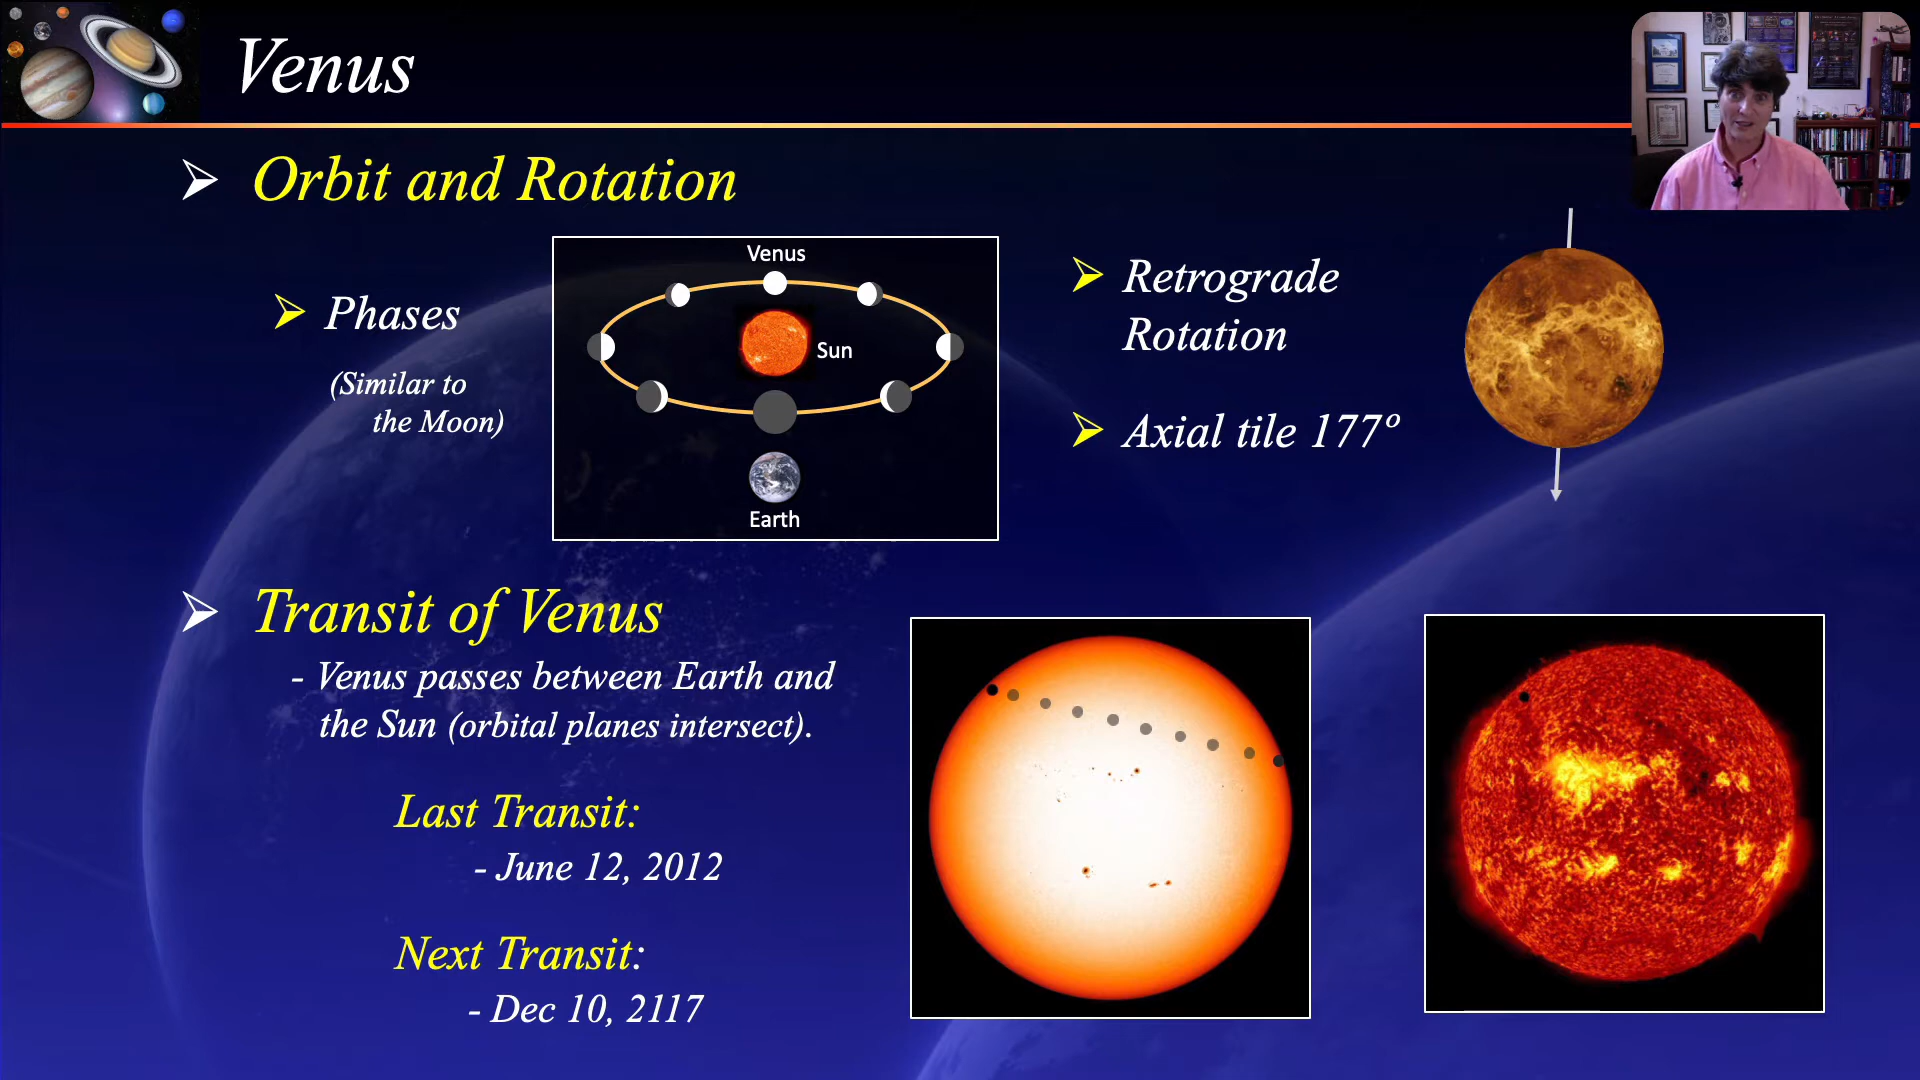 Venus
Orbit and Rotation
Phases
(Similar to
the Moon)
Venus
Sun
Earth
Retrograde
Rotation
Axial tile 177º
Transit of Venus
- Venus passes between Earth and
the Sun (orbital planes intersect).
Last Transit:
- June 12, 2012
Next Transit:
- Dec 10, 2117